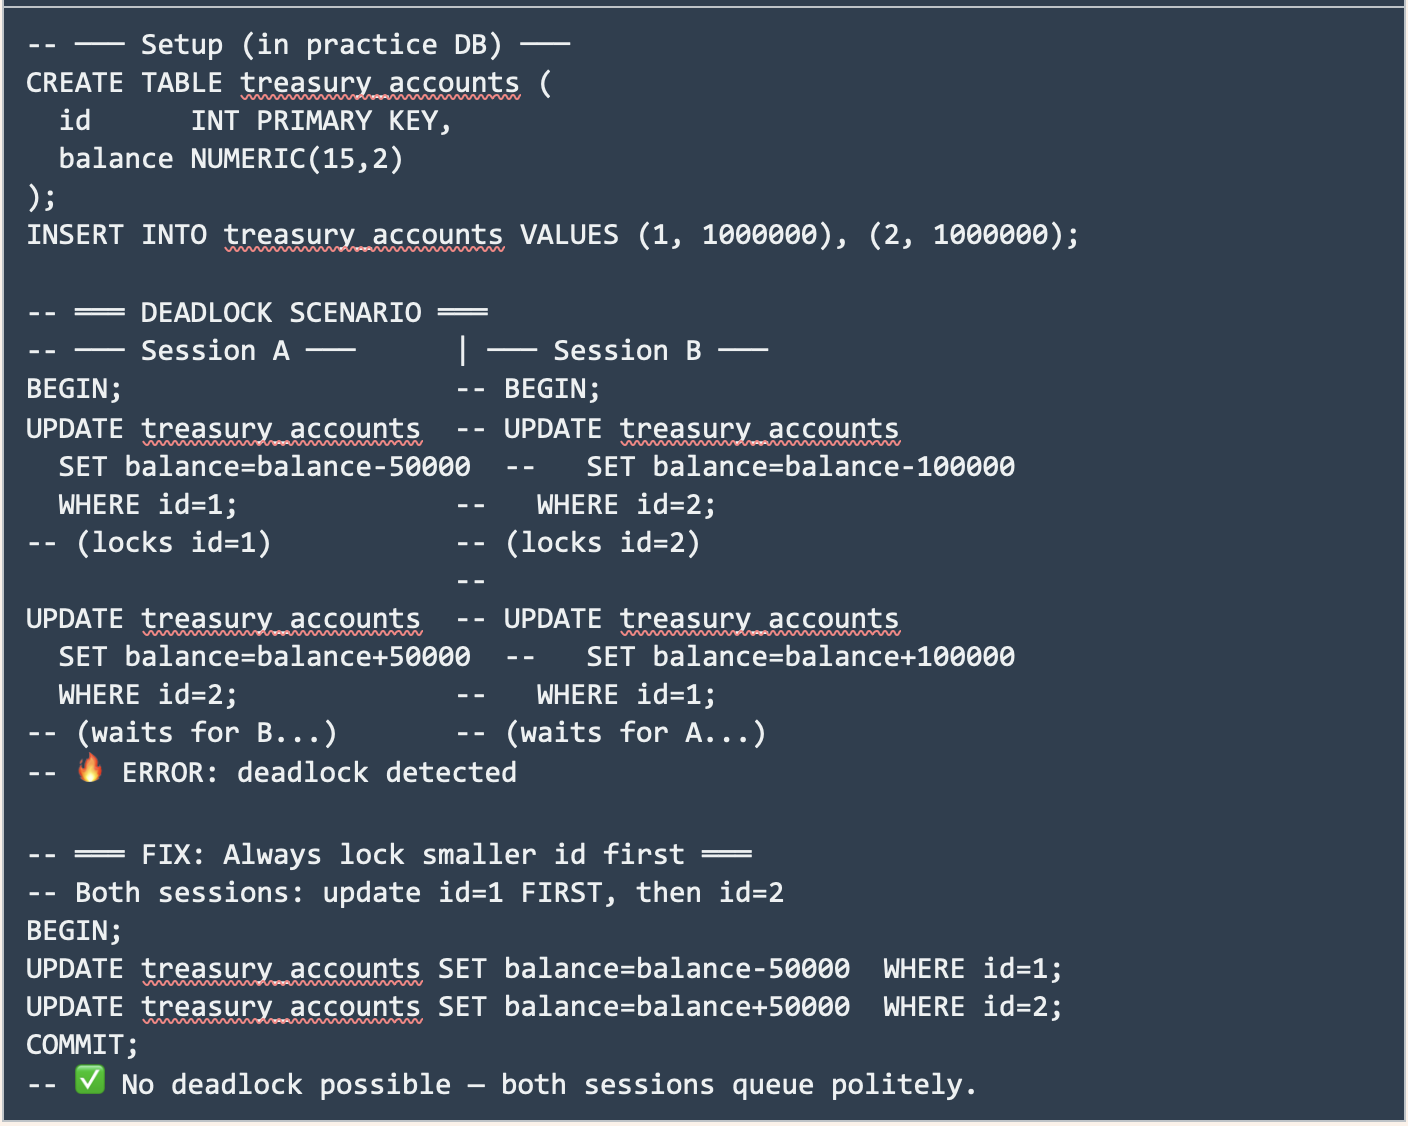 -- ─── Setup (in practice DB) ───
CREATE TABLE treasury_accounts (
  id      INT PRIMARY KEY,
  balance NUMERIC(15,2)
);
INSERT INTO treasury_accounts VALUES (1, 1000000), (2, 1000000);

-- ═══ DEADLOCK SCENARIO ═══
-- ─── Session A ───      │ ─── Session B ───
BEGIN;                    -- BEGIN;
UPDATE treasury_accounts  -- UPDATE treasury_accounts
  SET balance=balance-50000  --   SET balance=balance-100000
  WHERE id=1;             --   WHERE id=2;
-- (locks id=1)           -- (locks id=2)
                          --
UPDATE treasury_accounts  -- UPDATE treasury_accounts
  SET balance=balance+50000  --   SET balance=balance+100000
  WHERE id=2;             --   WHERE id=1;
-- (waits for B...)       -- (waits for A...)
-- 🔥 ERROR: deadlock detected

-- ═══ FIX: Always lock smaller id first ═══
-- Both sessions: update id=1 FIRST, then id=2
BEGIN;
UPDATE treasury_accounts SET balance=balance-50000  WHERE id=1;
UPDATE treasury_accounts SET balance=balance+50000  WHERE id=2;
COMMIT;
-- ✅ No deadlock possible — both sessions queue politely.